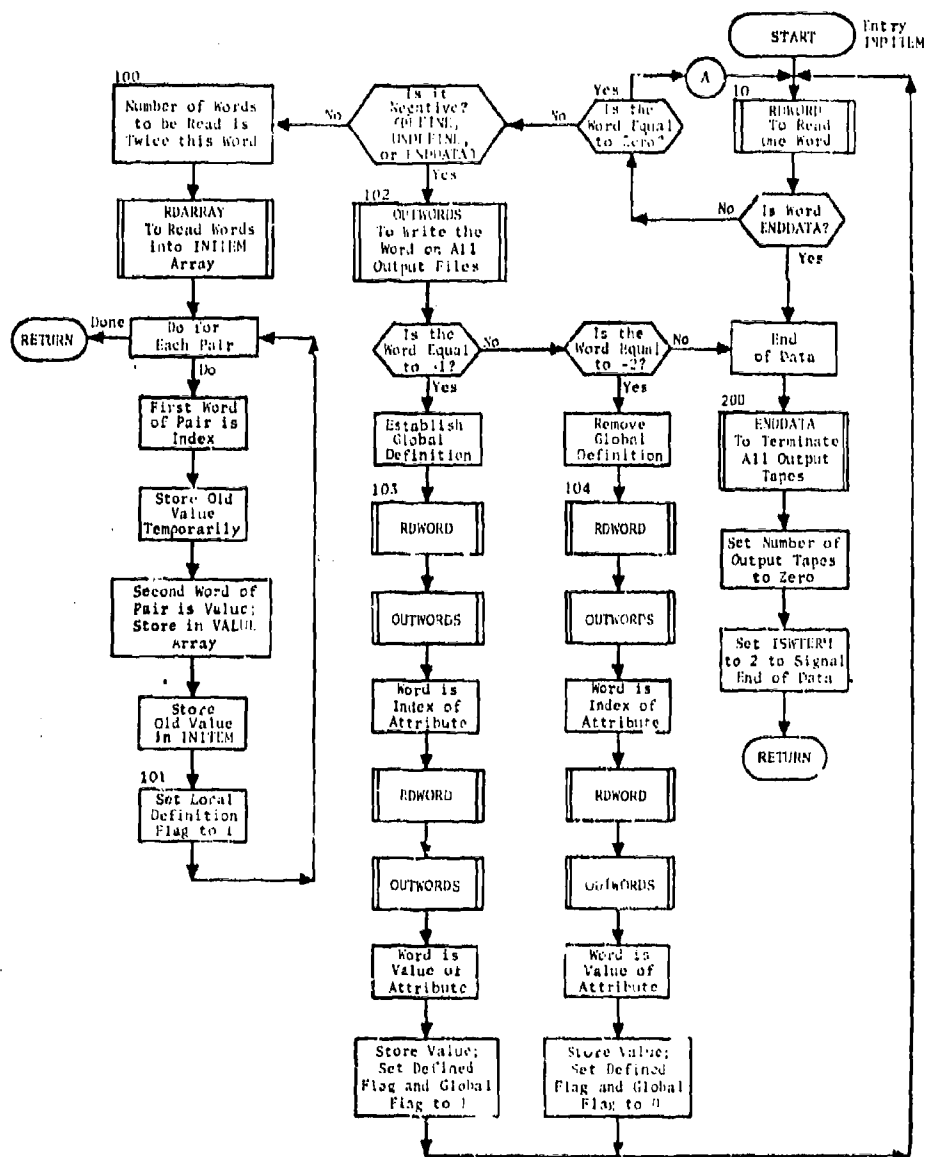 START
Entry
INPITEM
A
10
RDWORD
To Read
One Word
Is Word
ENDDATA?
No
Yes
Is the
Word Equal
to Zero?
Yes
No
Is it
Negative?
(DEFINE,
UNDEFINE,
or ENDDATA)
No
Yes
100
Number of Words
to be Read is
Twice this Word
RDARRAY
To Read Words
into INITEM
Array
Do for
Each Pair
Done
RETURN
Do
First Word
of Pair is
Index
Store Old
Value
Temporarily
Second Word of
Pair is Value;
Store in VALUE
Array
Store
Old Value
in INITEM
101
Set Local
Definition
Flag to 1
102
OUTWORDS
To Write the
Word on All
Output Files
Is the
Word Equal
to -1?
No
Yes
Establish
Global
Definition
103
RDWORD
OUTWORDS
Word is
Index of
Attribute
RDWORD
OUTWORDS
Word is
Value of
Attribute
Store Value;
Set Defined
Flag and Global
Flag to 1
Is the
Word Equal
to -2?
No
Yes
Remove
Global
Definition
104
RDWORD
OUTWORDS
Word is
Index of
Attribute
RDWORD
OUTWORDS
Word is
Value of
Attribute
Store Value;
Set Defined
Flag and Global
Flag to 0
End
of Data
200
ENDDATA
To Terminate
All Output
Tapes
Set Number of
Output Tapes
to Zero
Set ISWTERM
to 2 to Signal
End of Data
RETURN